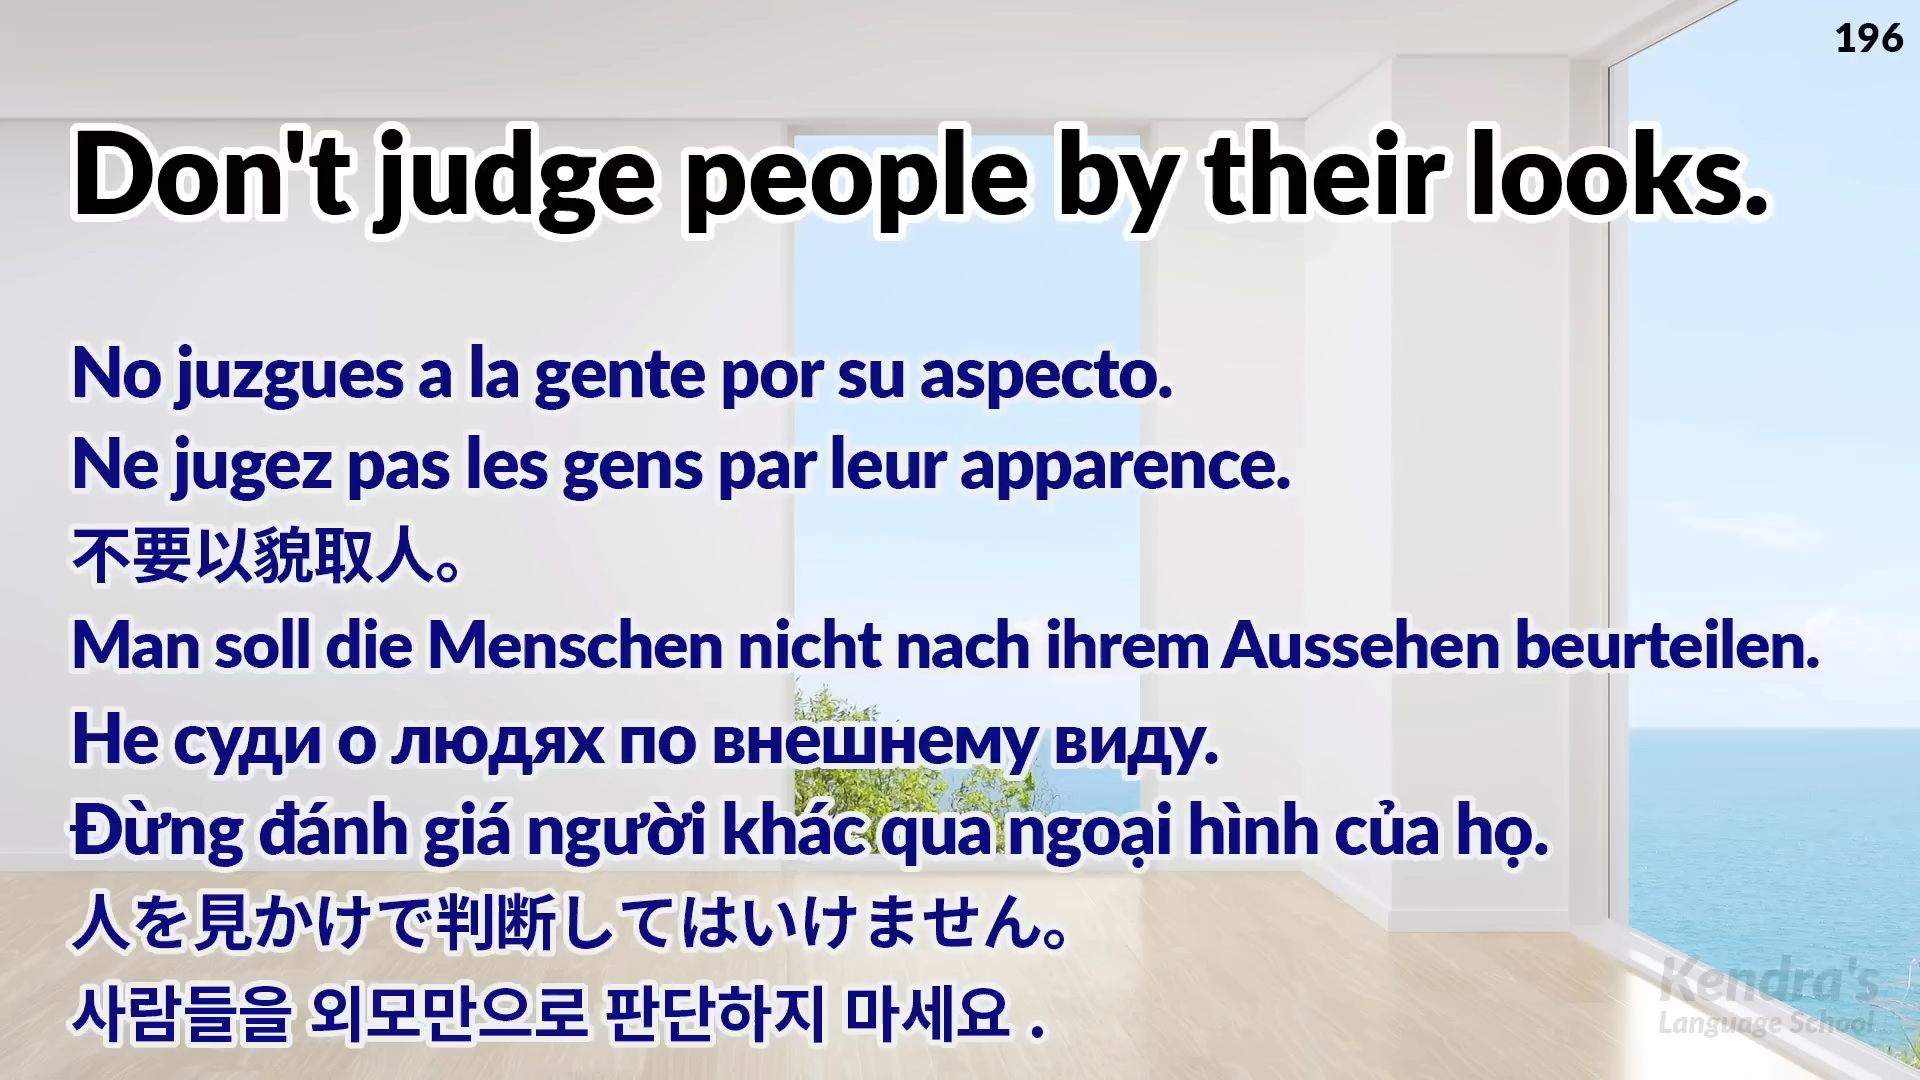 196
Don't judge people by their looks.
No juzgues a la gente por su aspecto.
Ne jugez pas les gens par leur apparence.
不要以貌取人。
Man soll die Menschen nicht nach ihrem Aussehen beurteilen.
Не суди о людях по внешнему виду.
Đừng đánh giá người khác qua ngoại hình của họ.
人を見かけで判断してはいけません。
사람들을 외모만으로 판단하지 마세요 .
Kendra's
Language School